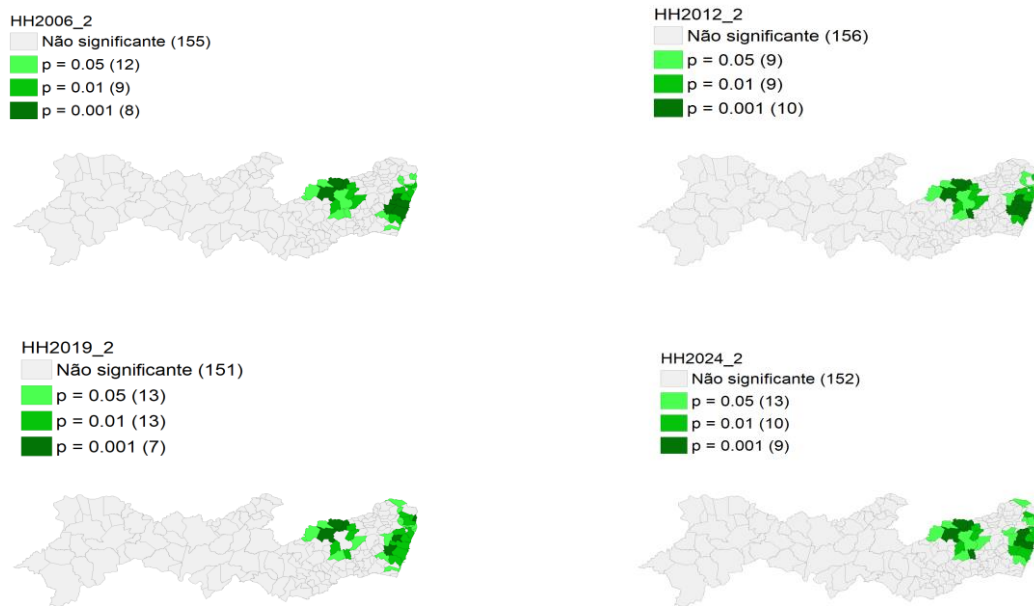 HH2006_2
Não significante (155)
p = 0.05 (12)
p = 0.01 (9)
p = 0.001 (8)
HH2012_2
Não significante (156)
p = 0.05 (9)
p = 0.01 (9)
p = 0.001 (10)
HH2019_2
Não significante (151)
p = 0.05 (13)
p = 0.01 (13)
p = 0.001 (7)
HH2024_2
Não significante (152)
p = 0.05 (13)
p = 0.01 (10)
p = 0.001 (9)